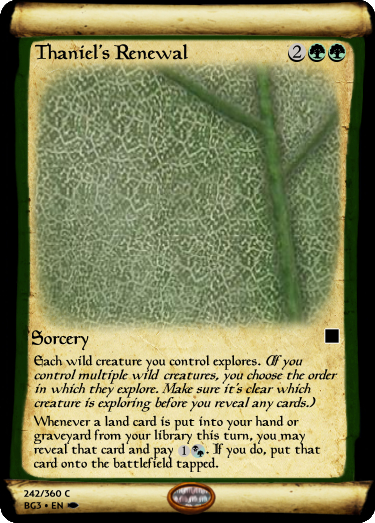 Thaniel's Renewal 2
Sorcery
Each wild creature you control explores. (If you
control multiple wild creatures, you choose the order
in which they explore. Make sure it's clear which
creature is exploring before you reveal any cards.)
Whenever a land card is put into your hand or
graveyard from your library this turn, you may
reveal that card and pay 1 . If you do, put that
card onto the battlefield tapped.
242/360 C
BG3 • EN